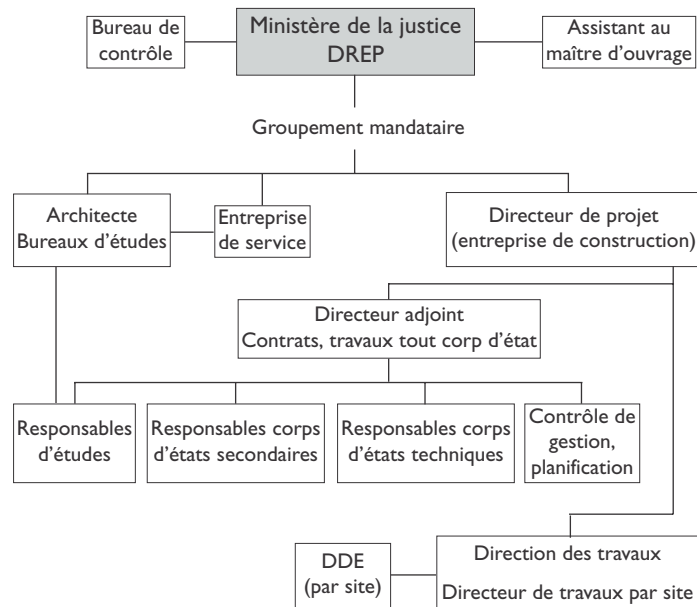 Bureau de
contrôle
Ministère de la justice
DREP
Assistant au
maître d'ouvrage
Groupement mandataire
Architecte
Bureaux d'études
Entreprise
de service
Directeur de projet
(entreprise de construction)
Directeur adjoint
Contrats, travaux tout corp d'état
Responsables
d'études
Responsables corps
d'états secondaires
Responsables corps
d'états techniques
Contrôle de
gestion,
planification
DDE
(par site)
Direction des travaux
Directeur de travaux par site